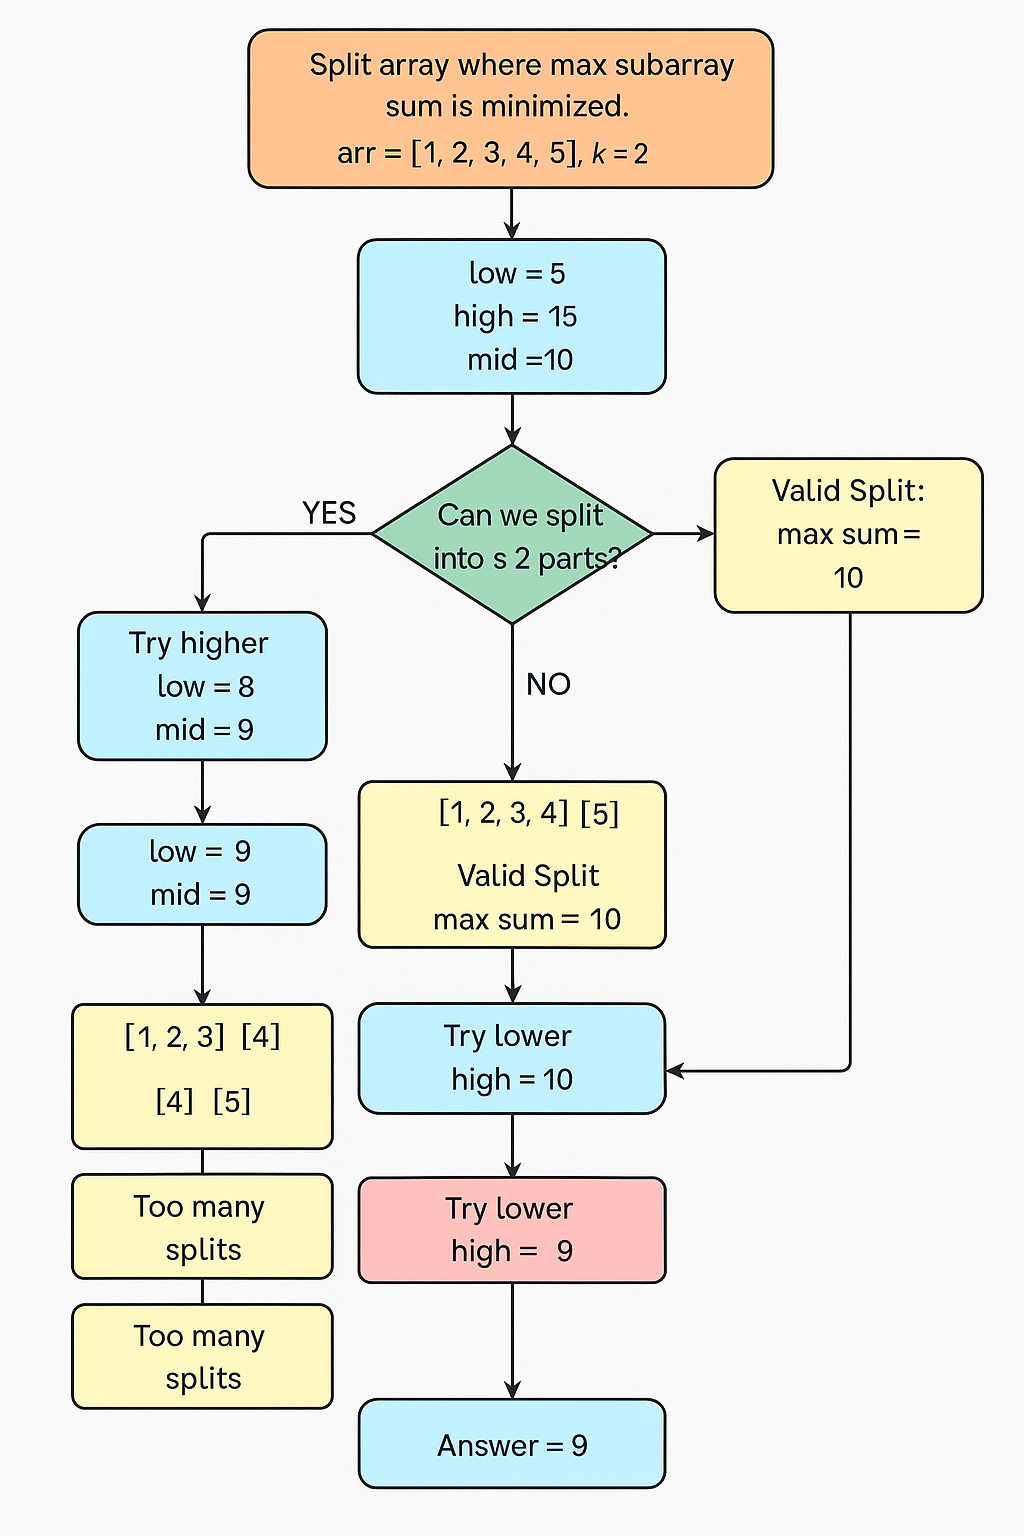 Split array where max subarray
sum is minimized.
arr = [1, 2, 3, 4, 5], k = 2
low = 5
high = 15
mid =10
Can we split
into s 2 parts?
YES
Valid Split:
max sum =
10
Try higher
low = 8
mid = 9
NO
low = 9
mid = 9
[1, 2, 3, 4] [5]
Valid Split
max sum = 10
[1, 2, 3] [4]
[4] [5]
Try lower
high = 10
Too many
splits
Try lower
high = 9
Too many
splits
Answer = 9